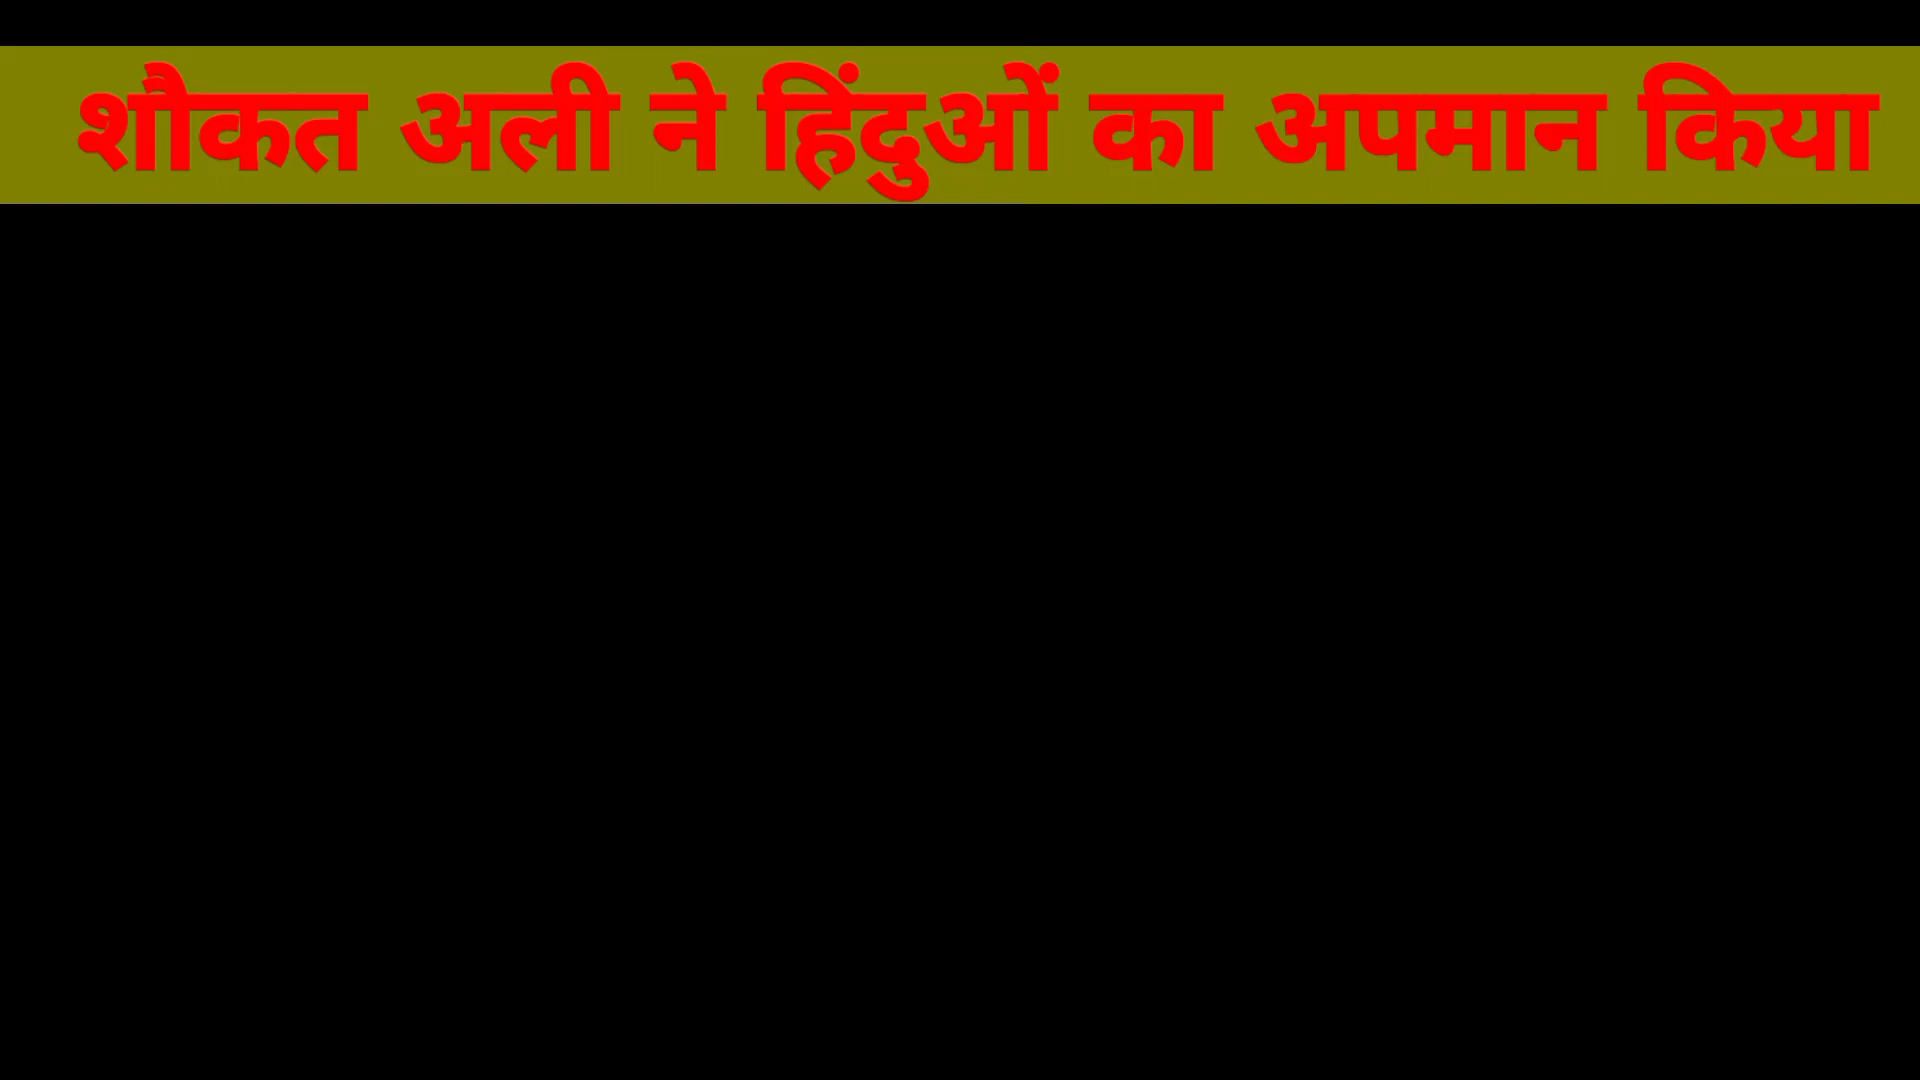 शौकत अली ने हिंदुओं का अपमान किया